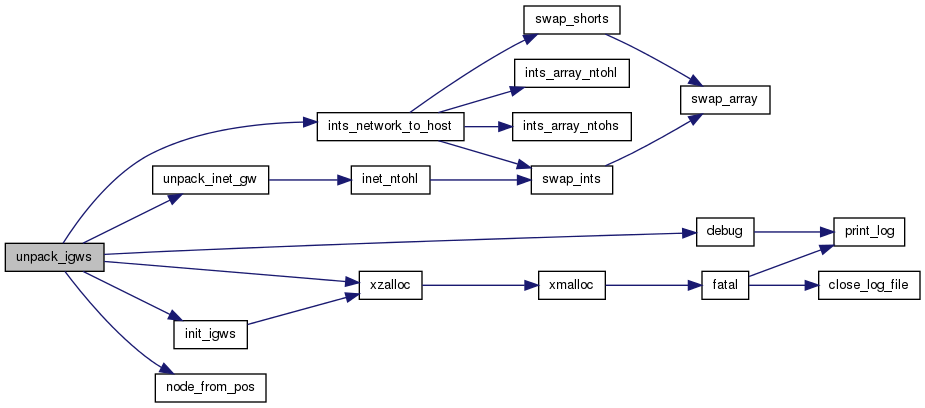 swap_shorts
ints_array_ntohl
swap_array
ints_network_to_host
ints_array_ntohs
unpack_inet_gw
inet_ntohl
swap_ints
debug
print_log
unpack_igws
xzalloc
xmalloc
fatal
close_log_file
init_igws
node_from_pos